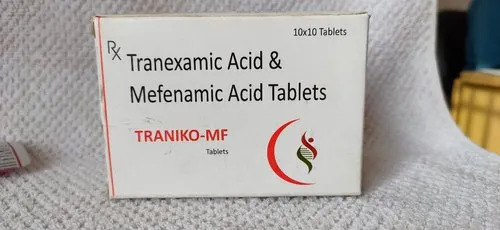 10x10 Tablets
Rx Tranexamic Acid &
Mefenamic Acid Tablets
TRANIKO-MF
Tablets